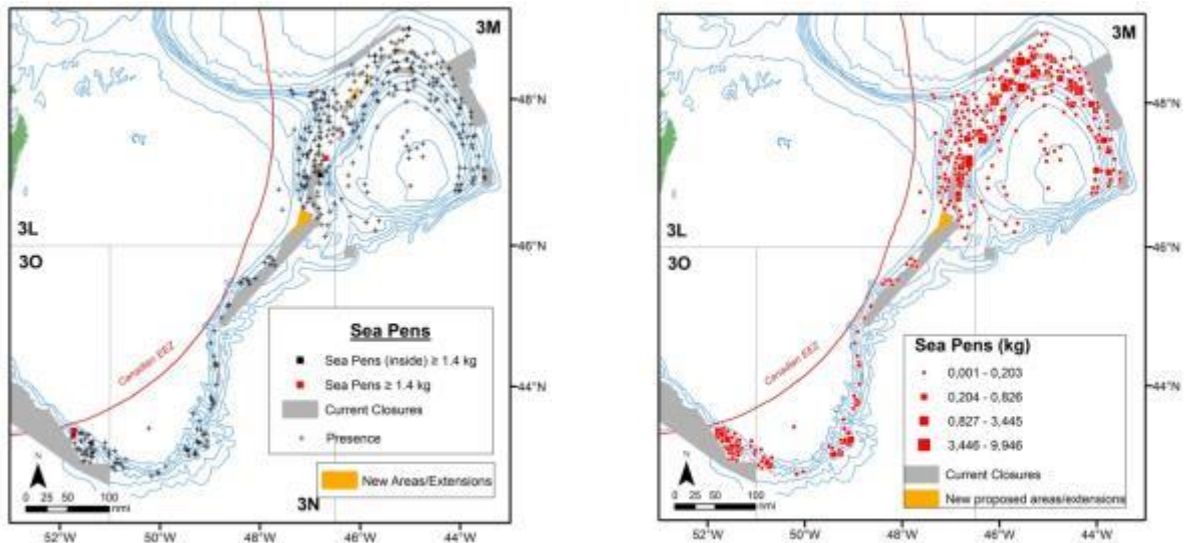 3M
48°N
3L
46°N
3O
Sea Pens
Sea Pens (inside) ≥ 1.4 kg
Sea Pens ≥ 1.4 kg
Current Closures
Presence
New Areas/Extensions
Canadian EEZ
44°N
N
0 25 50 100
nmi
3N
52°W 50°W 48°W 46°W 44°W
3M
48°N
3L
46°N
3O
Sea Pens (kg)
0,001 - 0,203
0,204 - 0,826
0,827 - 3,445
3,446 - 9,946
Current Closures
New proposed areas/extensions
Canadian EEZ
44°N
N
0 25 50 100
nmi
52°W 50°W 48°W 46°W 44°W